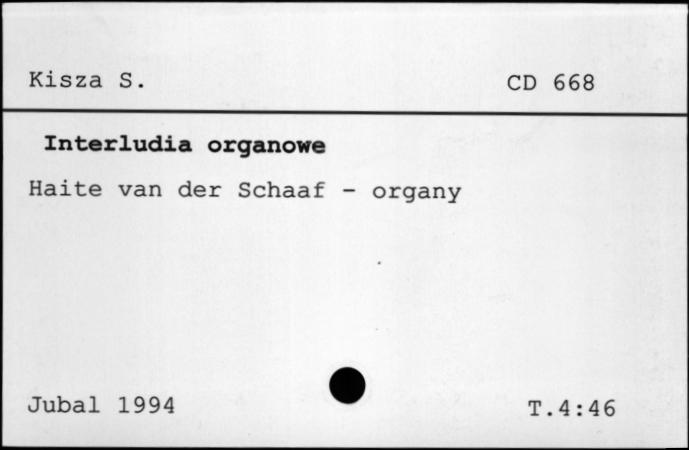 Kisza S. CD 668
Interludia organowe
Haite van der Schaaf - organy
Jubal 1994 T.4:46